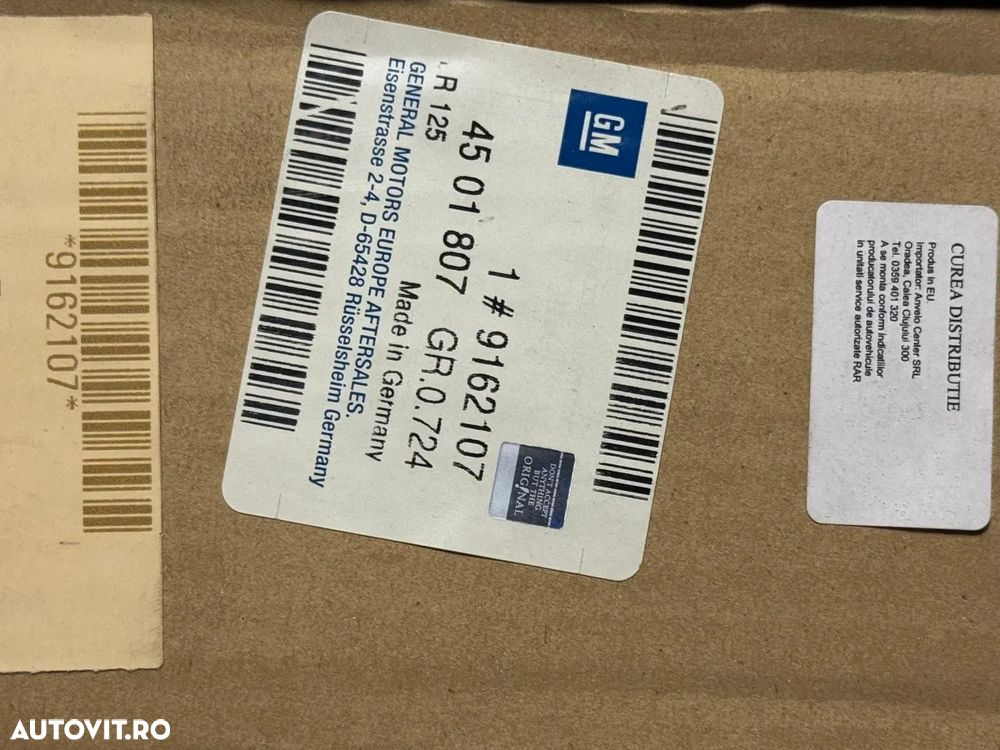 *9162107*
GM
1 #9162107
45 01 807 GR.0.724
R 125
Made in Germany
GENERAL MOTORS EUROPE AFTERSALES.
Eisenstrasse 2-4, D-65428 Rüsselsheim Germany
DON'T ACCEPT
ANYTHING
BUT THE
ORIGINAL
CUREA DISTRIBUTIE
Produs in EU.
Importator: Anvelo Center SRL
Oradea, Calea Clujului 300
Tel. 0359 401 320
A se monta conform indicatiilor
producatorului de autovehicule
in unitati service autorizate RAR
AUTOVIT.RO